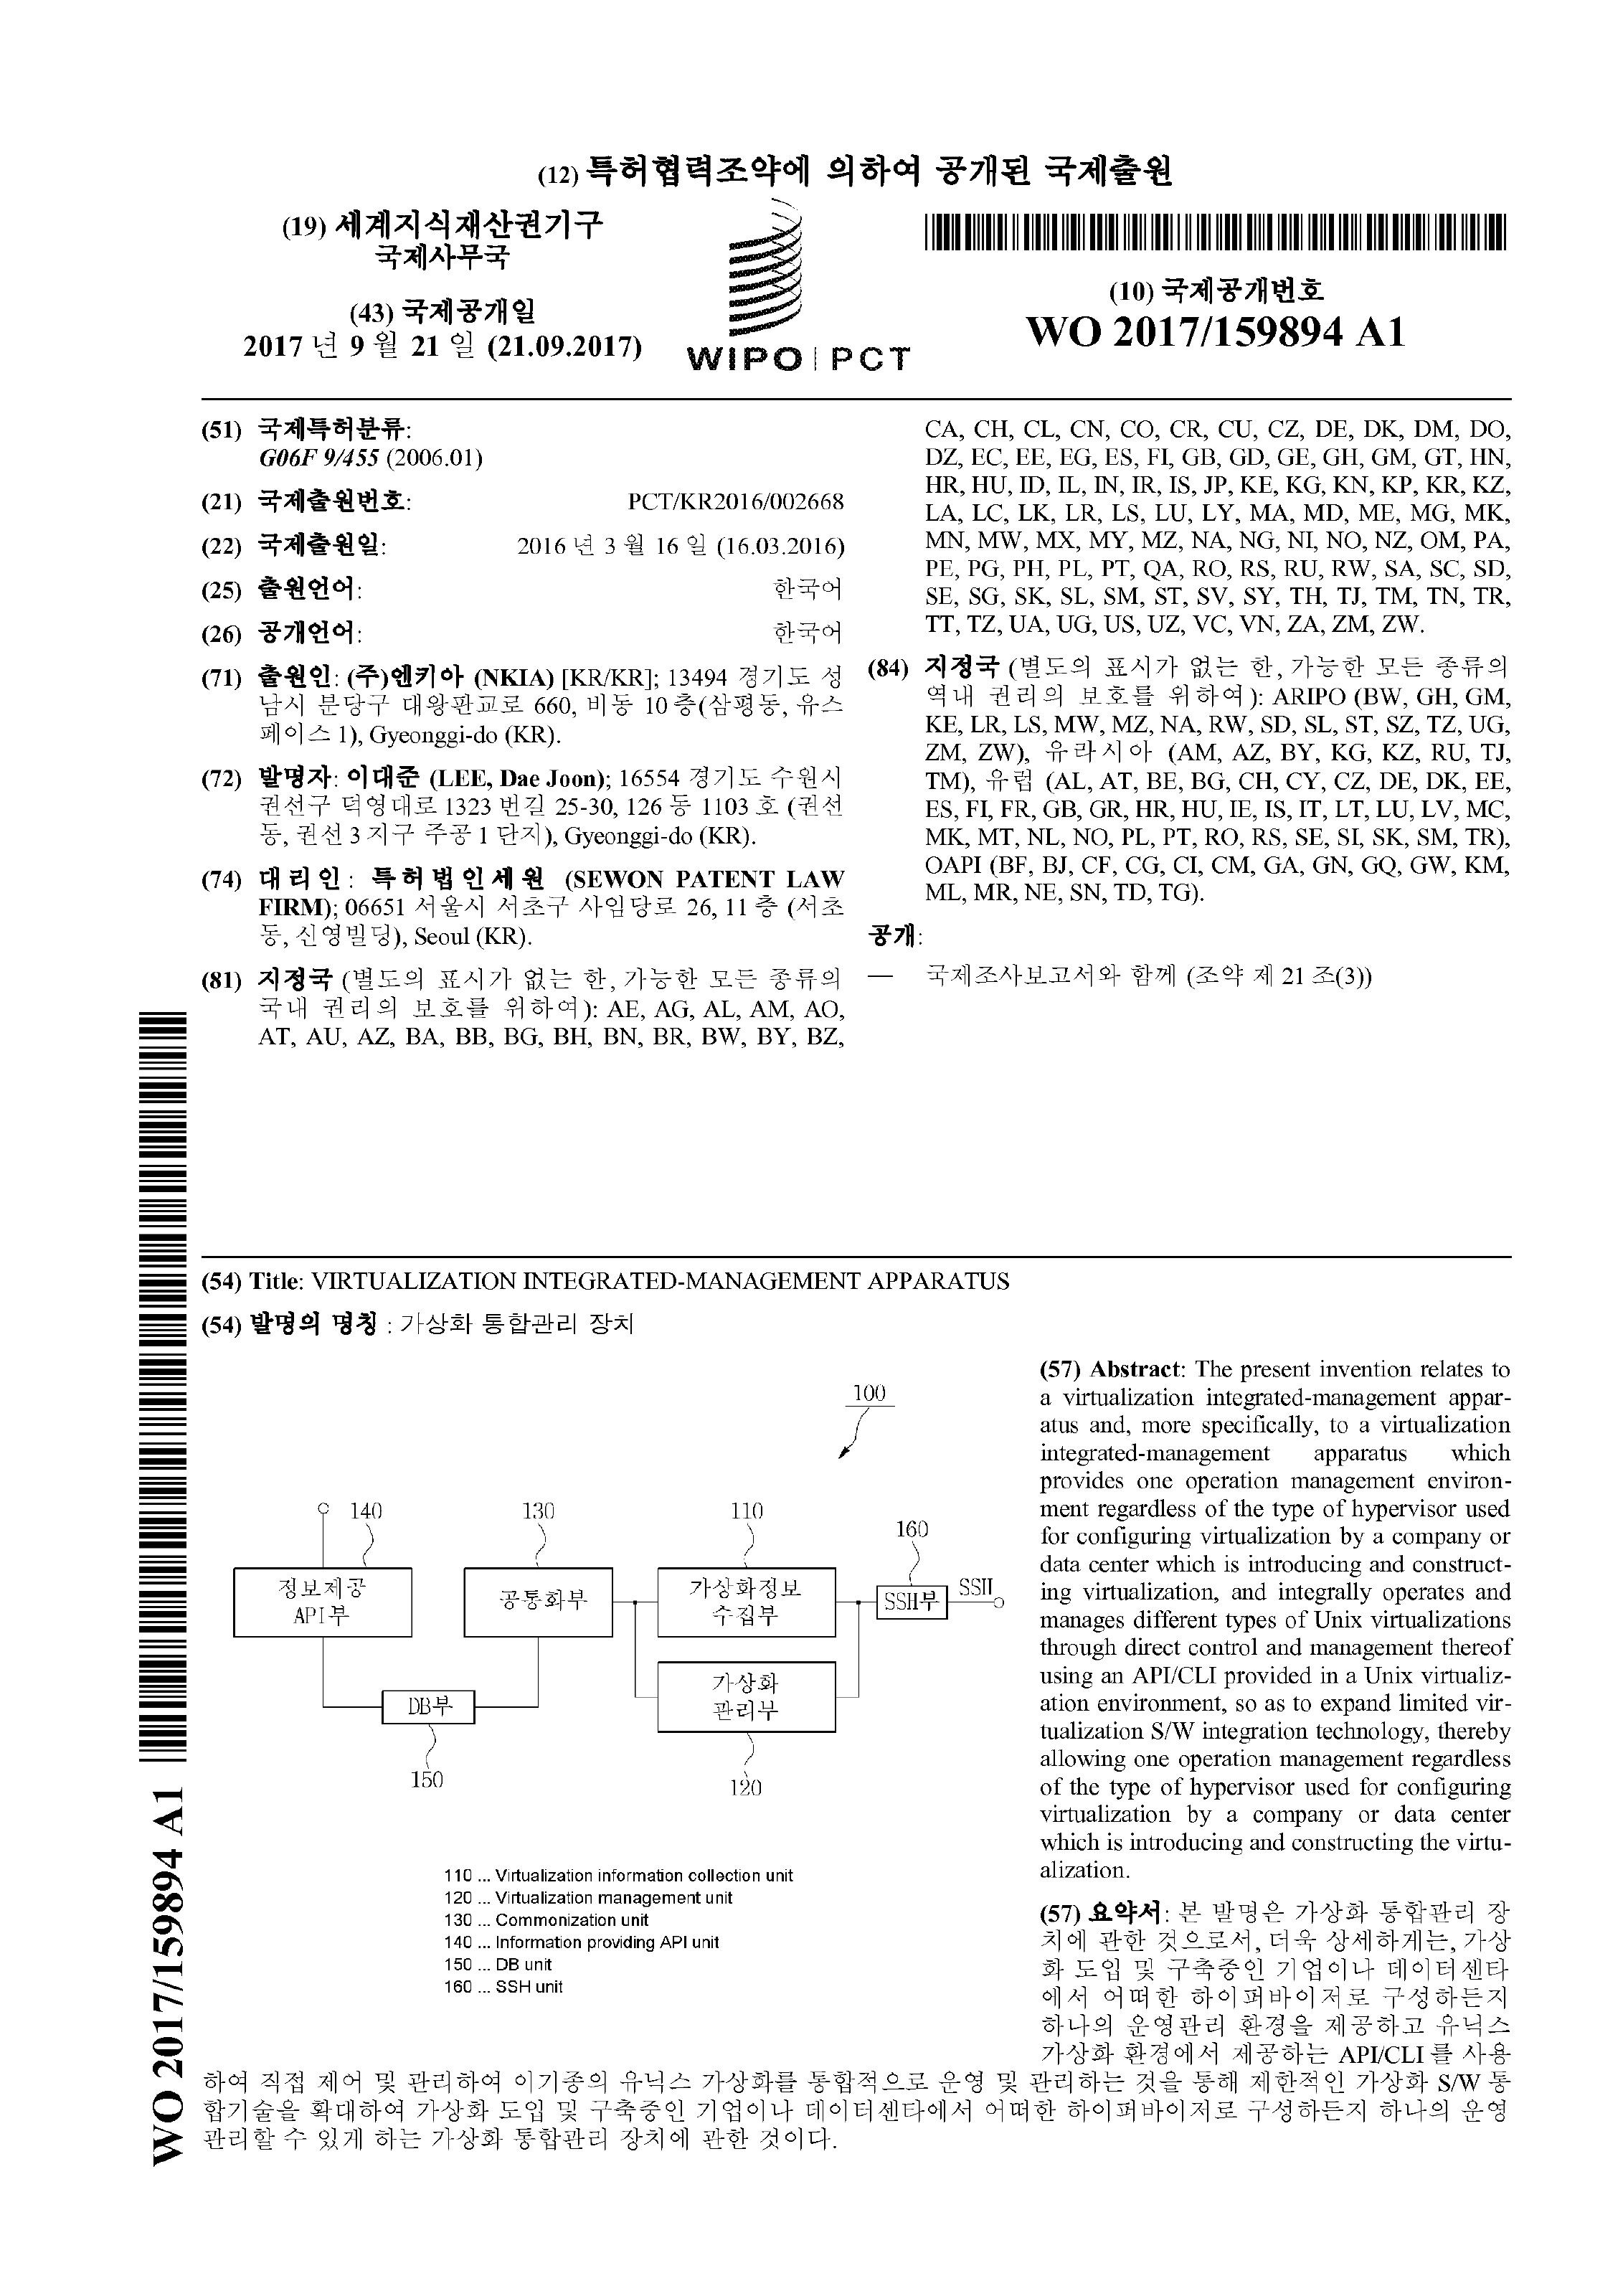 (12) 특허협력조약에 의하여 공개된 국제출원
(19) 세계지식재산권기구
국제사무국
(43) 국제공개일
2017 년 9 월 21 일 (21.09.2017)
WIPO | PCT
(10) 국제공개번호
WO 2017/159894 A1
(51) 국제특허분류:
G06F 9/455 (2006.01)
(21) 국제출원번호: PCT/KR2016/002668
(22) 국제출원일: 2016 년 3 월 16 일 (16.03.2016)
(25) 출원언어: 한국어
(26) 공개언어: 한국어
(71) 출원인: (주)엔키아 (NKIA) [KR/KR]; 13494 경기도 성
남시 분당구 대왕판교로 660, 비동 10 층(삼평동, 유스
페이스 1), Gyeonggi-do (KR).
(72) 발명자: 이대준 (LEE, Dae Joon); 16554 경기도 수원시
권선구 덕영대로 1323 번길 25-30, 126 동 1103 호 (권선
동, 권선 3 지구 주공 1 단지), Gyeonggi-do (KR).
(74) 대리인: 특허법인세원 (SEWON PATENT LAW
FIRM); 06651 서울시 서초구 사임당로 26, 11 층 (서초
동, 신영빌딩), Seoul (KR).
(81) 지정국 (별도의 표시가 없는 한, 가능한 모든 종류의
국내 권리의 보호를 위하여): AE, AG, AL, AM, AO,
AT, AU, AZ, BA, BB, BG, BH, BN, BR, BW, BY, BZ,
CA, CH, CL, CN, CO, CR, CU, CZ, DE, DK, DM, DO,
DZ, EC, EE, EG, ES, FI, GB, GD, GE, GH, GM, GT, HN,
HR, HU, ID, IL, IN, IR, IS, JP, KE, KG, KN, KP, KR, KZ,
LA, LC, LK, LR, LS, LU, LY, MA, MD, ME, MG, MK,
MN, MW, MX, MY, MZ, NA, NG, NI, NO, NZ, OM, PA,
PE, PG, PH, PL, PT, QA, RO, RS, RU, RW, SA, SC, SD,
SE, SG, SK, SL, SM, ST, SV, SY, TH, TJ, TM, TN, TR,
TT, TZ, UA, UG, US, UZ, VC, VN, ZA, ZM, ZW.
(84) 지정국 (별도의 표시가 없는 한, 가능한 모든 종류의
역내 권리의 보호를 위하여): ARIPO (BW, GH, GM,
KE, LR, LS, MW, MZ, NA, RW, SD, SL, ST, SZ, TZ, UG,
ZM, ZW), 유라시아 (AM, AZ, BY, KG, KZ, RU, TJ,
TM), 유럽 (AL, AT, BE, BG, CH, CY, CZ, DE, DK, EE,
ES, FI, FR, GB, GR, HR, HU, IE, IS, IT, LT, LU, LV, MC,
MK, MT, NL, NO, PL, PT, RO, RS, SE, SI, SK, SM, TR),
OAPI (BF, BJ, CF, CG, CI, CM, GA, GN, GQ, GW, KM,
ML, MR, NE, SN, TD, TG).
공개:
— 국제조사보고서와 함께 (조약 제 21 조(3))
(54) Title: VIRTUALIZATION INTEGRATED-MANAGEMENT APPARATUS
(54) 발명의 명칭 : 가상화 통합관리 장치
100
140
130
110
160
정보제공
API부
공통화부
가상화정보
수집부
SSH부
SSH
가상화
관리부
DB부
150
120
110 ... Virtualization information collection unit
120 ... Virtualization management unit
130 ... Commonization unit
140 ... Information providing API unit
150 ... DB unit
160 ... SSH unit
(57) Abstract: The present invention relates to
a virtualization integrated-management appar-
atus and, more specifically, to a virtualization
integrated-management apparatus which
provides one operation management environ-
ment regardless of the type of hypervisor used
for configuring virtualization by a company or
data center which is introducing and construct-
ing virtualization, and integrally operates and
manages different types of Unix virtualizations
through direct control and management thereof
using an API/CLI provided in a Unix virtualiz-
ation environment, so as to expand limited vir-
tualization S/W integration technology, thereby
allowing one operation management regardless
of the type of hypervisor used for configuring
virtualization by a company or data center
which is introducing and constructing the virtu-
alization.
(57) 요약서: 본 발명은 가상화 통합관리 장
치에 관한 것으로서, 더욱 상세하게는, 가상
화 도입 및 구축중인 기업이나 데이터센타
에서 어떠한 하이퍼바이저로 구성하든지
하나의 운영관리 환경을 제공하고 유닉스
가상화 환경에서 제공하는 API/CLI 를 사용
하여 직접 제어 및 관리하여 이기종의 유닉스 가상화를 통합적으로 운영 및 관리하는 것을 통해 제한적인 가상화 S/W 통
합기술을 확대하여 가상화 도입 및 구축중인 기업이나 데이터센타에서 어떠한 하이퍼바이저로 구성하든지 하나의 운영
관리할 수 있게 하는 가상화 통합관리 장치에 관한 것이다.
WO 2017/159894 A1